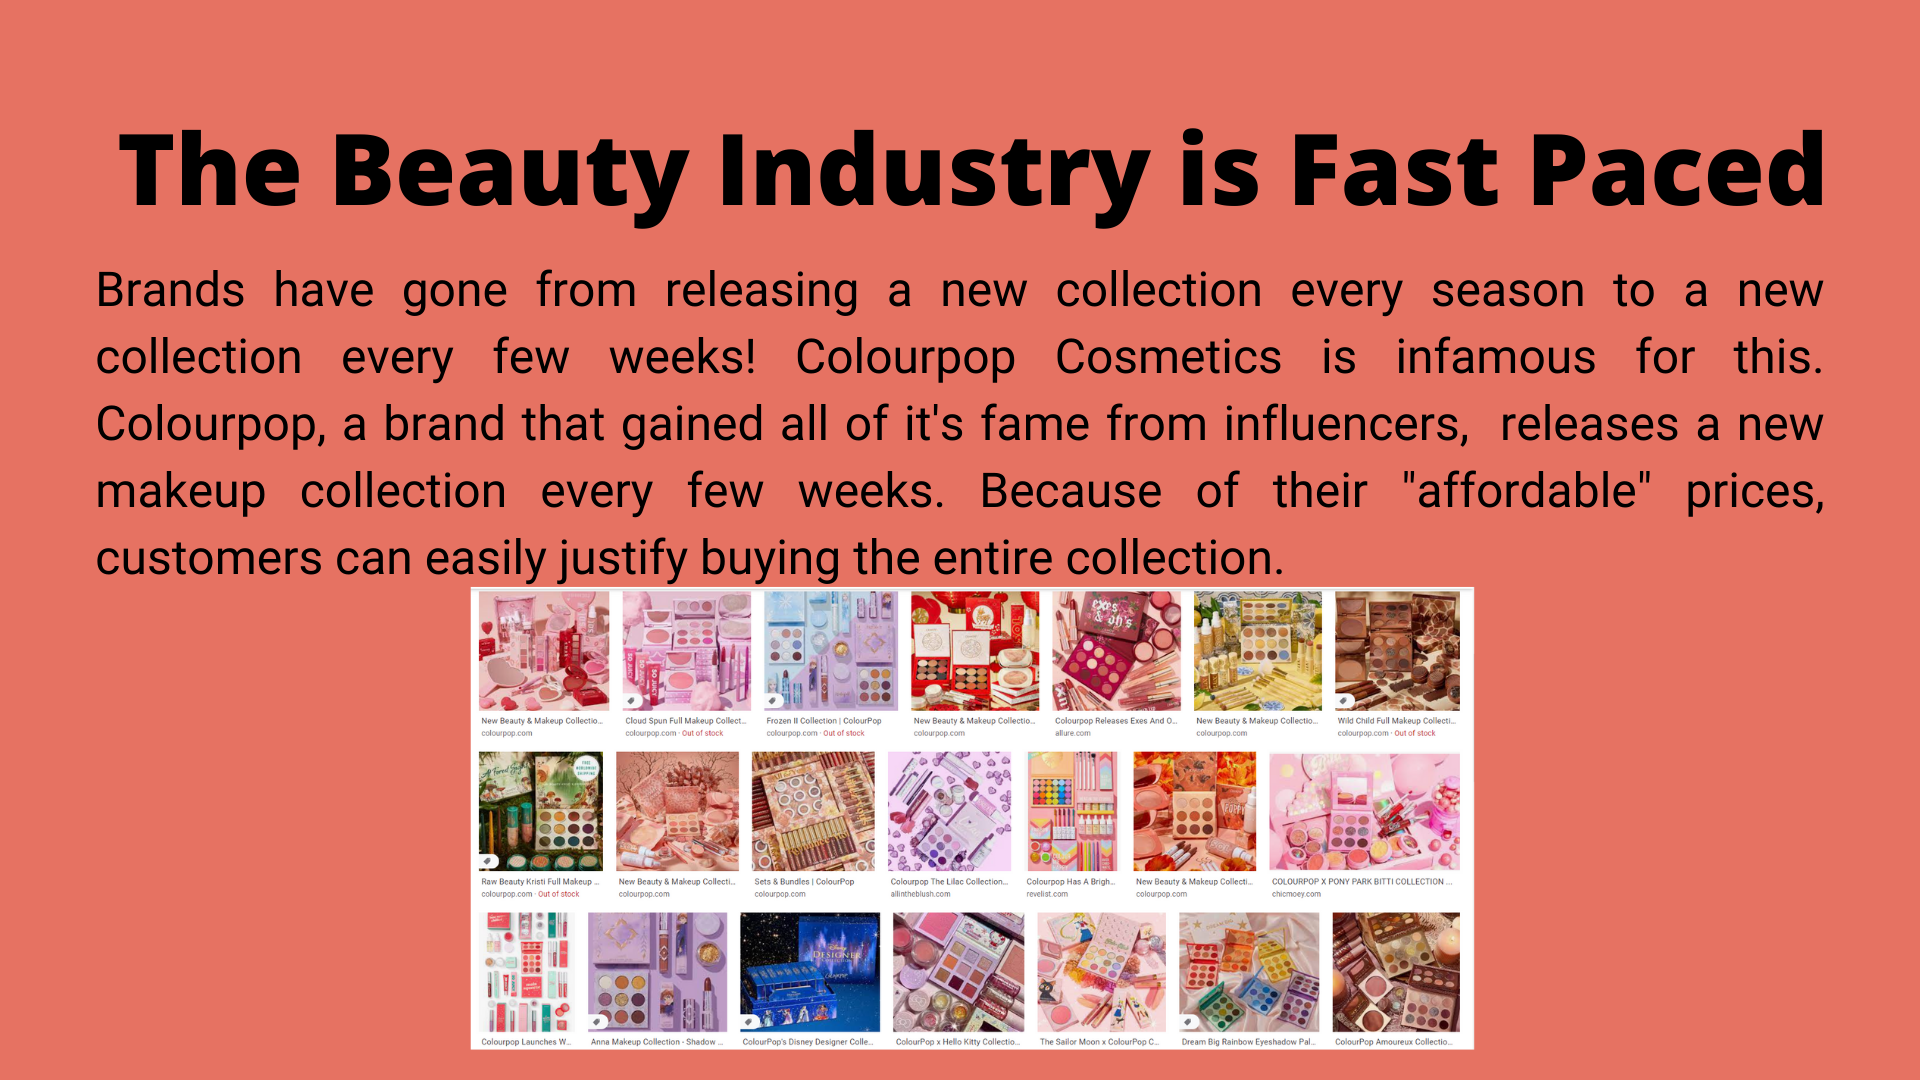 The Beauty Industry is Fast Paced
Brands have gone from releasing a new collection every season to a new
collection every few weeks! Colourpop Cosmetics is infamous for this.
Colourpop, a brand that gained all of it's fame from influencers, releases a new
makeup collection every few weeks. Because of their "affordable" prices,
customers can easily justify buying the entire collection.
exes
& oh's
SO JUICY
New Beauty & Makeup Collectio...
colourpop.com
Cloud Spun Full Makeup Collect...
colourpop.com · Out of stock
Frozen II Collection | ColourPop
colourpop.com · Out of stock
New Beauty & Makeup Collectio...
colourpop.com
Colourpop Releases Exes And O...
allure.com
New Beauty & Makeup Collectio...
colourpop.com
Wild Child Full Makeup Collecti...
colourpop.com · Out of stock
Raw Beauty Kristi Full Makeup ...
colourpop.com · Out of stock
New Beauty & Makeup Collecti...
colourpop.com
Sets & Bundles | ColourPop
colourpop.com
Colourpop The Lilac Collection...
allintheblush.com
Colourpop Has A Brigh...
revelist.com
New Beauty & Makeup Collecti...
colourpop.com
COLOURPOP X PONY PARK BITTI COLLECTION ...
chicmoey.com
Disney
DESIGNER
COLLECTION
Colourpop Launches W...
Anna Makeup Collection - Shadow ...
ColourPop's Disney Designer Colle...
ColourPop x Hello Kitty Collectio...
The Sailor Moon x ColourPop C...
Dream Big Rainbow Eyeshadow Pal...
ColourPop Amoureux Collectio...